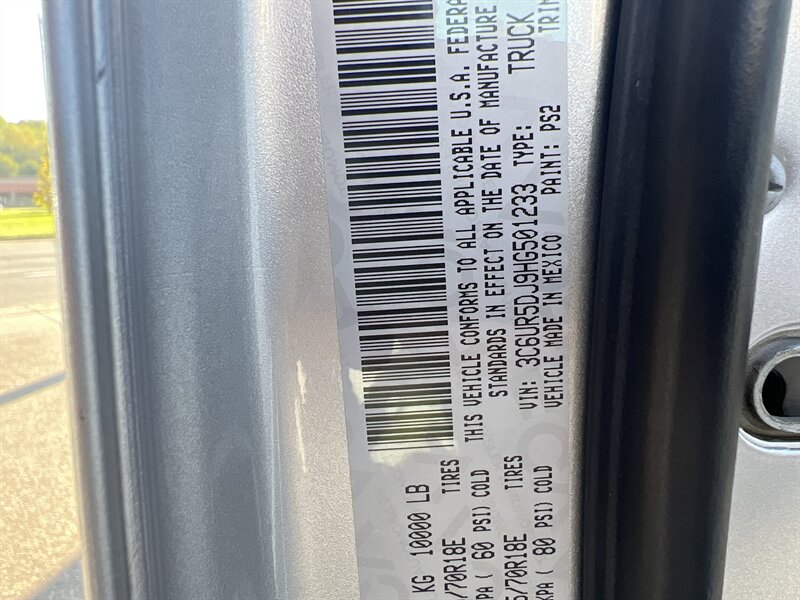 KG 10000 LB
/70R18E TIRES
KPA ( 60 PSI) COLD
5/70R18E TIRES
KPA ( 80 PSI) COLD
THIS VEHICLE CONFORMS TO ALL APPLICABLE U.S.A. FEDERA
STANDARDS IN EFFECT ON THE DATE OF MANUFACTURE
VIN: 3C6UR5DJ9HG501233 TYPE: TRUCK
VEHICLE MADE IN MEXICO PAINT: PS2 TRIM